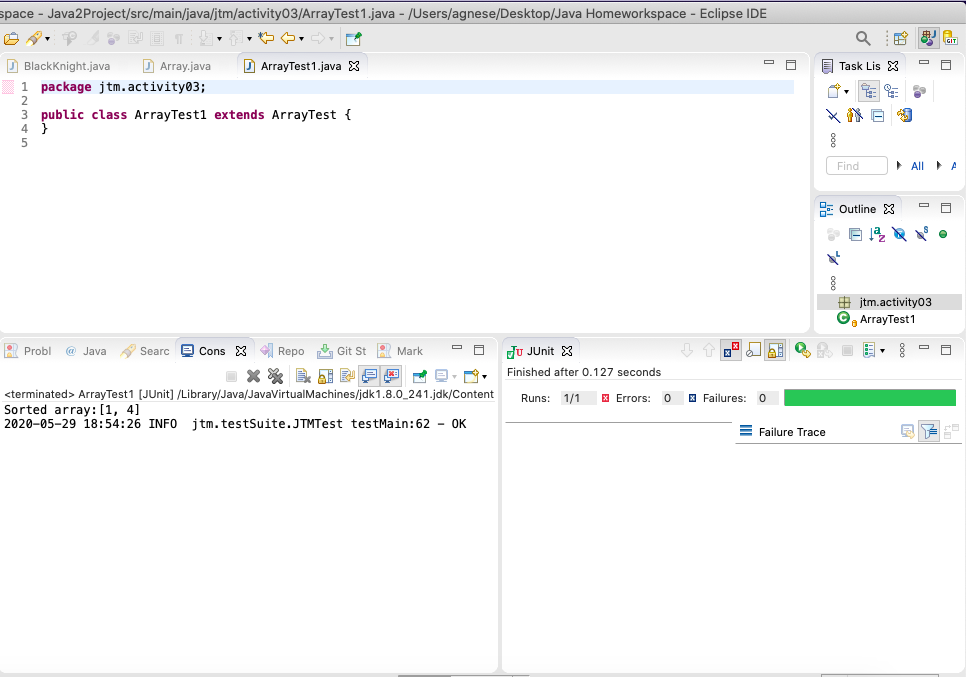 space - Java2Project/src/main/java/jtm/activity03/ArrayTest1.java - /Users/agnese/Desktop/Java Homeworkspace - Eclipse IDE
BlackKnight.java
Array.java
ArrayTest1.java
1 package jtm.activity03;
2
3 public class ArrayTest1 extends ArrayTest {
4 }
5
Task Lis
Find
All
A
Outline
jtm.activity03
ArrayTest1
Probl
@ Java
Searc
Cons
Repo
Git St
Mark
<terminated> ArrayTest1 [JUnit] /Library/Java/JavaVirtualMachines/jdk1.8.0_241.jdk/Content
Sorted array:[1, 4]
2020-05-29 18:54:26 INFO  jtm.testSuite.JTMTest testMain:62 - OK
JUnit
Finished after 0.127 seconds
Runs: 1/1 Errors: 0 Failures: 0
Failure Trace